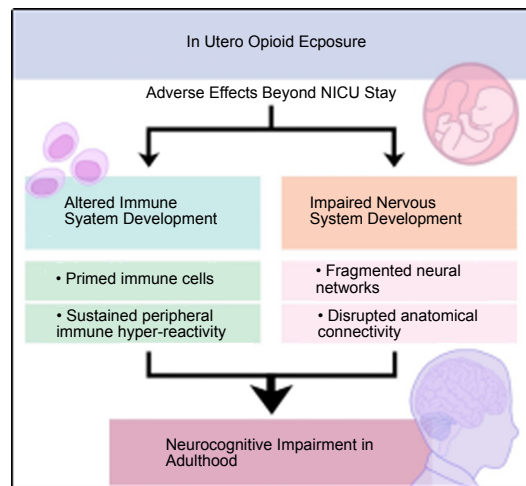 In Utero Opioid Ecposure
Adverse Effects Beyond NICU Stay
Altered Immune
Syatam Development
• Primed immune cells
• Sustained peripheral
immune hyper-reactivity
Impaired Nervous
System Development
• Fragmented neural
networks
• Disrupted anatomical
connectivity
Neurocognitive Impairment in
Adulthood